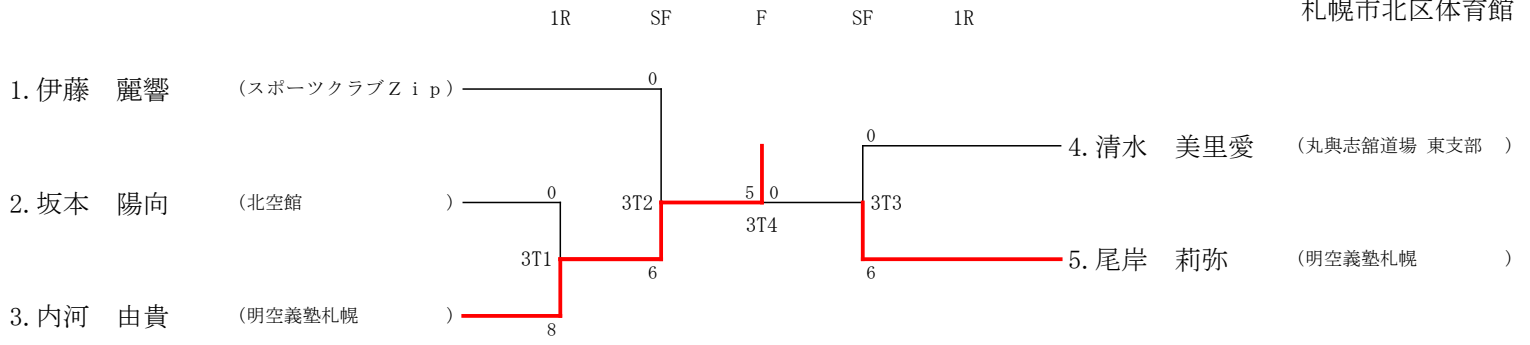 札幌市北区体育館
1R SF F SF 1R
0
1.伊藤　麗響 (スポーツクラブＺｉｐ)
0
4.清水　美里愛 (丸與志舘道場 東支部 )
0
2.坂本　陽向 (北空館 )
3T2
5 0
3T3
3T4
3T1
5.尾岸　莉弥 (明空義塾札幌 )
6
6
3.内河　由貴 (明空義塾札幌 )
8